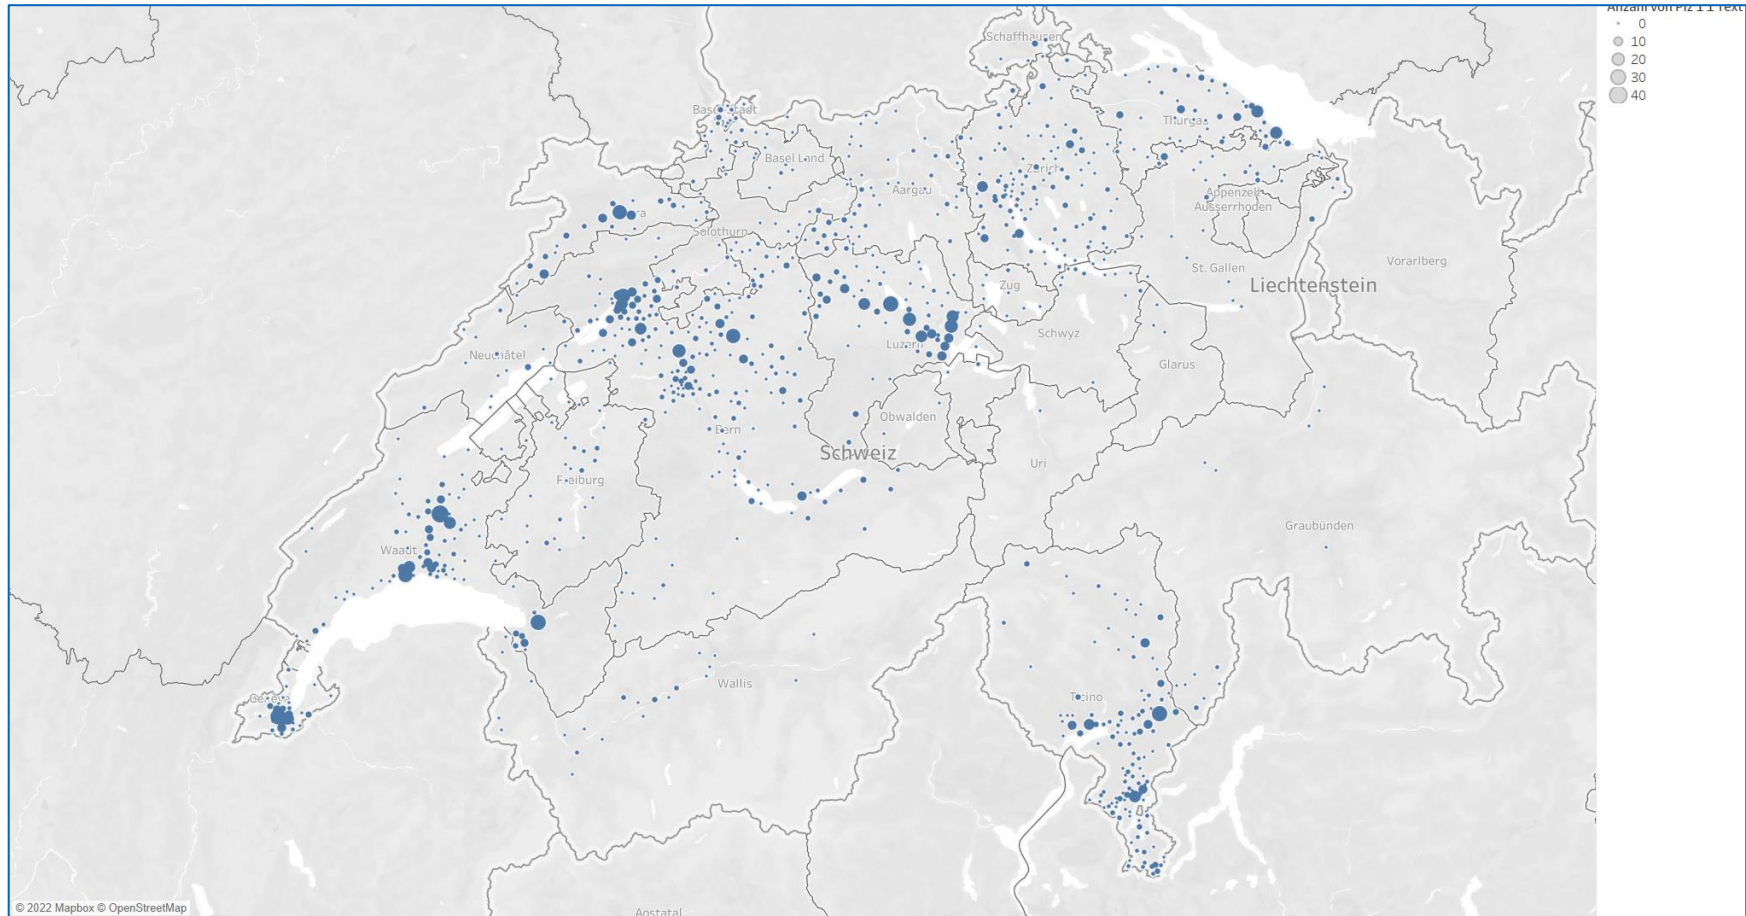 Anzahl von Plz 1 1 Text
0
10
20
30
40
Schaffhausen
Basel-Stadt
Thurgau
Basel Land
Zürich
Aargau
Appenzell
Ausserrhoden
Jura
Solothurn
Vorarlberg
St. Gallen
Liechtenstein
Zug
Schwyz
Neuchâtel
Luzern
Glarus
Obwalden
Bern
Schweiz
Uri
Freiburg
Graubünden
Waadt
Wallis
Genève
Ticino
© 2022 Mapbox © OpenStreetMap
Aostatal